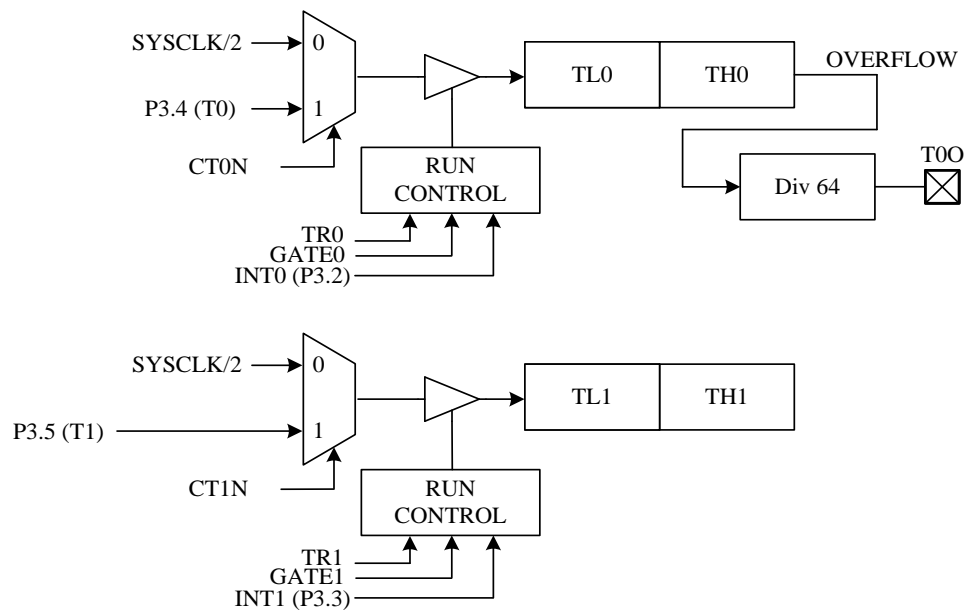 SYSCLK/2
0
TL0
TH0
OVERFLOW
P3.4 (T0)
1
CT0N
RUN
CONTROL
Div 64
T0O
TR0
GATE0
INT0 (P3.2)
SYSCLK/2
0
TL1
TH1
P3.5 (T1)
1
CT1N
RUN
CONTROL
TR1
GATE1
INT1 (P3.3)